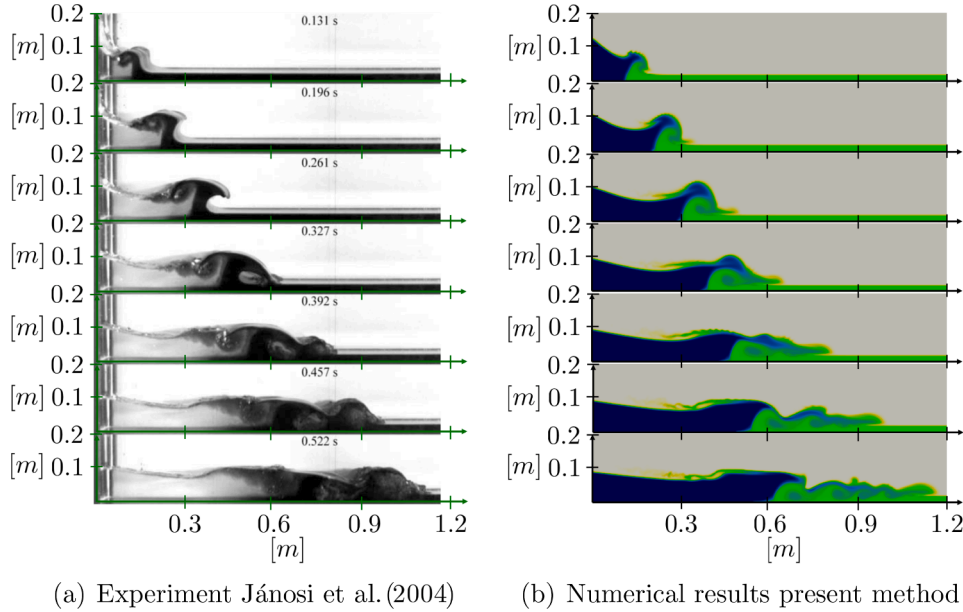 0.2
[m] 0.1
0.131 s
0.2
[m] 0.1
0.196 s
0.2
[m] 0.1
0.261 s
0.2
[m] 0.1
0.327 s
0.2
[m] 0.1
0.392 s
0.2
[m] 0.1
0.457 s
0.2
[m] 0.1
0.522 s
0.3 0.6 0.9 1.2
[m]
(a) Experiment Jánosi et al. (2004)
0.2
[m] 0.1
0.2
[m] 0.1
0.2
[m] 0.1
0.2
[m] 0.1
0.2
[m] 0.1
0.2
[m] 0.1
0.2
[m] 0.1
0.3 0.6 0.9 1.2
[m]
(b) Numerical results present method